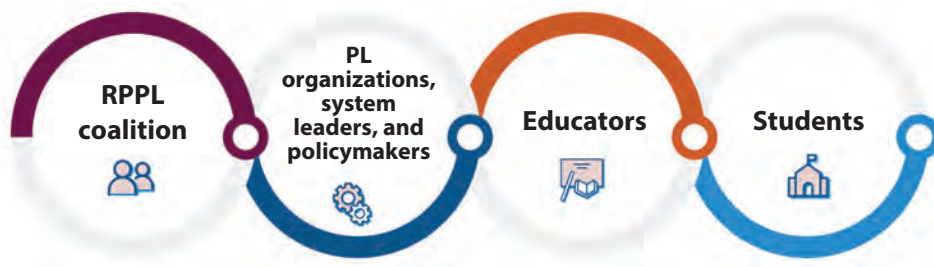 RPPL
coalition
PL
organizations,
system
leaders, and
policymakers
Educators
Students